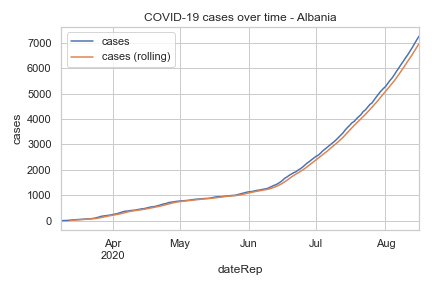 COVID-19 cases over time - Albania
cases
cases (rolling)
7000
6000
5000
4000
3000
2000
1000
0
cases
Apr
2020
May
Jun
Jul
Aug
dateRep